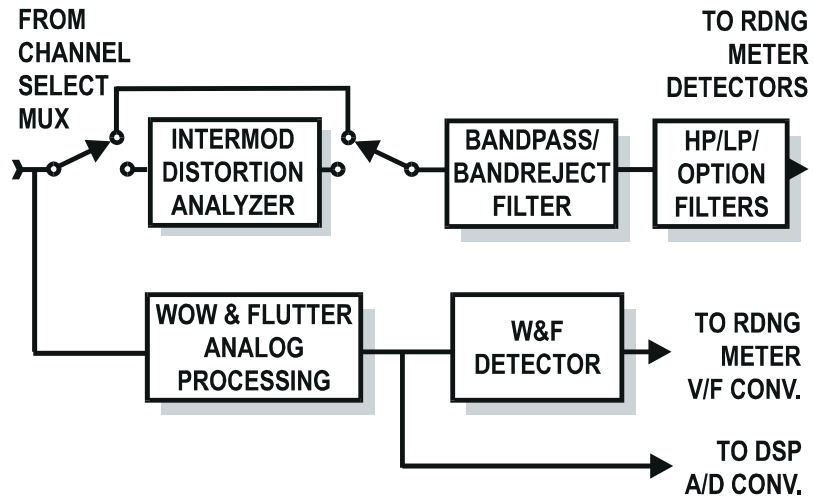 FROM
CHANNEL
SELECT
MUX
TO RDNG
METER
DETECTORS
INTERMOD
DISTORTION
ANALYZER
BANDPASS/
BANDREJECT
FILTER
HP/LP/
OPTION
FILTERS
WOW & FLUTTER
ANALOG
PROCESSING
W&F
DETECTOR
TO RDNG
METER
V/F CONV.
TO DSP
A/D CONV.